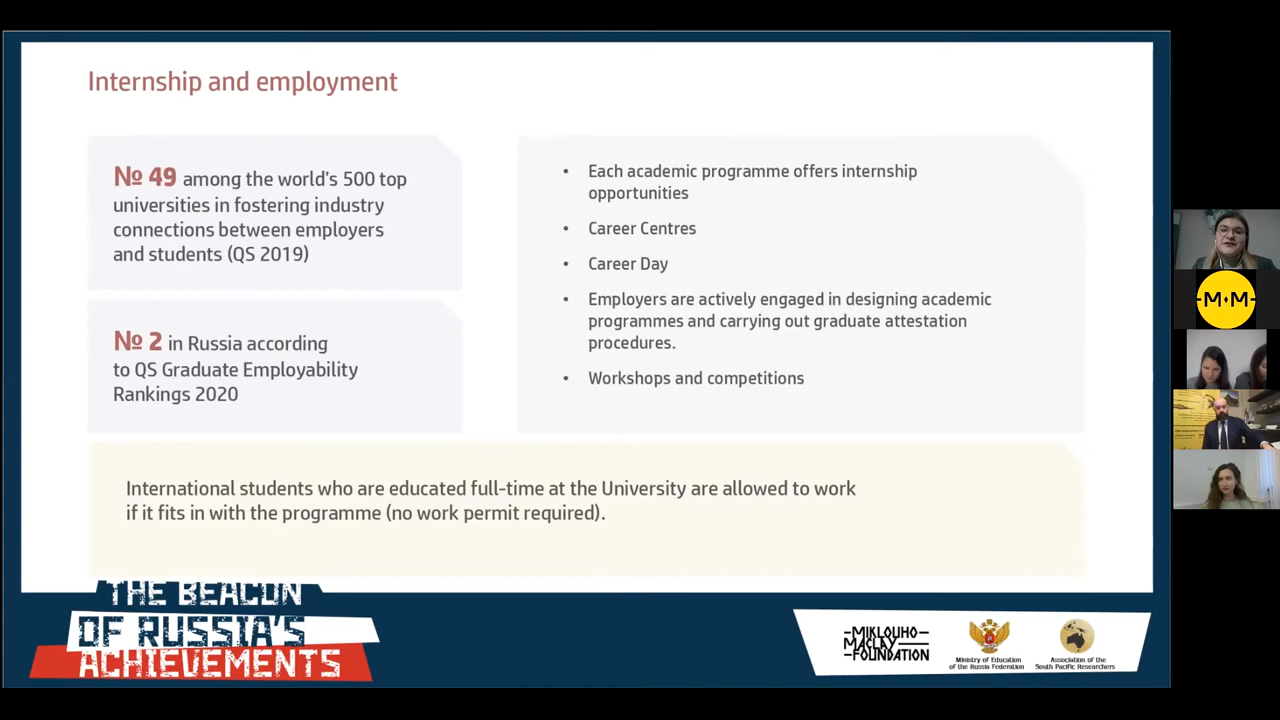 Internship and employment
№ 49 among the world's 500 top
universities in fostering industry
connections between employers
and students (QS 2019)
№ 2 in Russia according
to QS Graduate Employability
Rankings 2020
• Each academic programme offers internship
opportunities
• Career Centres
• Career Day
• Employers are actively engaged in designing academic
programmes and carrying out graduate attestation
procedures.
• Workshops and competitions
International students who are educated full-time at the University are allowed to work
if it fits in with the programme (no work permit required).
THE BEACON
OF RUSSIA'S
ACHIEVEMENTS
MIKLOUHO
MACLAY
FOUNDATION
Ministry of Education
of the Russia Federation
Association of the
South Pacific Researchers
M M